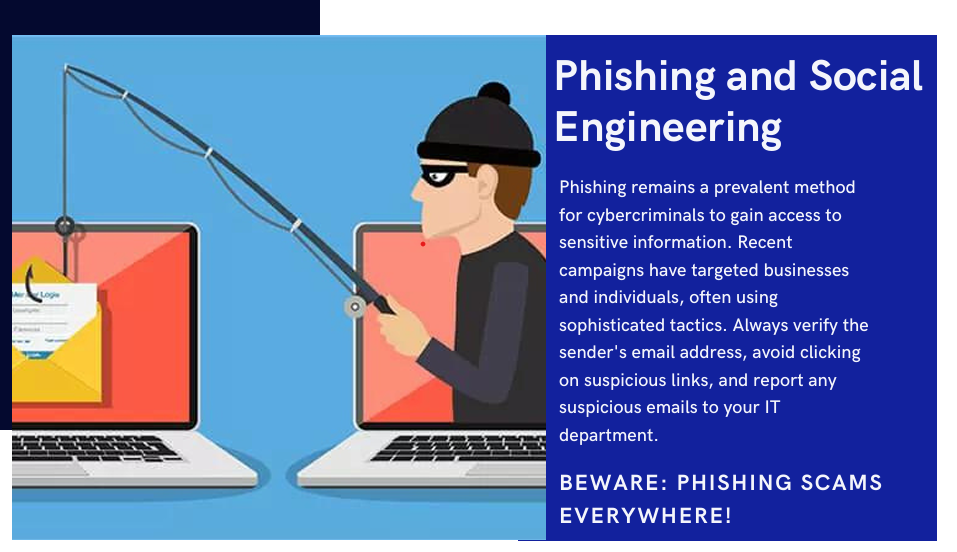 Phishing and Social
Engineering
Phishing remains a prevalent method
for cybercriminals to gain access to
sensitive information. Recent
campaigns have targeted businesses
and individuals, often using
sophisticated tactics. Always verify the
sender's email address, avoid clicking
on suspicious links, and report any
suspicious emails to your IT
department.
BEWARE: PHISHING SCAMS
EVERYWHERE!
Login